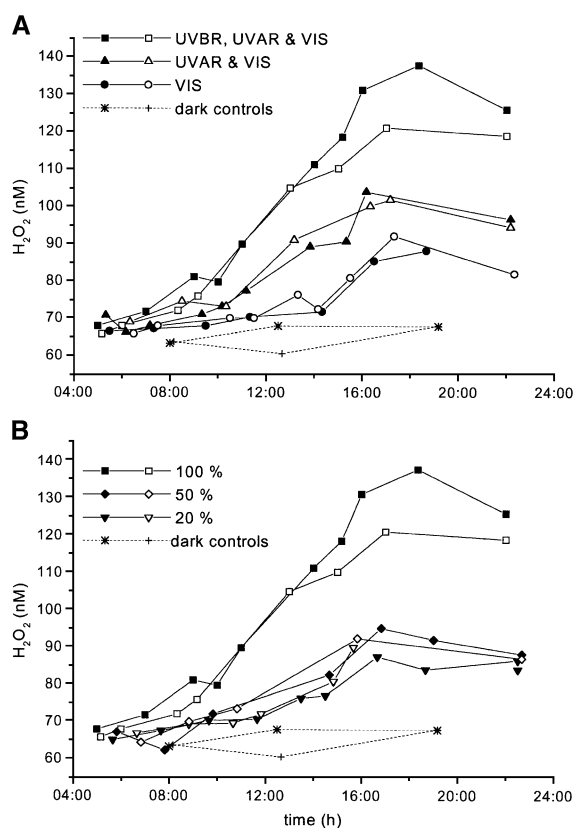 A
UVBR, UVAR & VIS
UVAR & VIS
VIS
dark controls
H₂O₂ (nM)
140
130
120
110
100
90
80
70
60
04:00 08:00 12:00 16:00 20:00 24:00
B
100 %
50 %
20 %
dark controls
H₂O₂ (nM)
140
130
120
110
100
90
80
70
60
04:00 08:00 12:00 16:00 20:00 24:00
time (h)